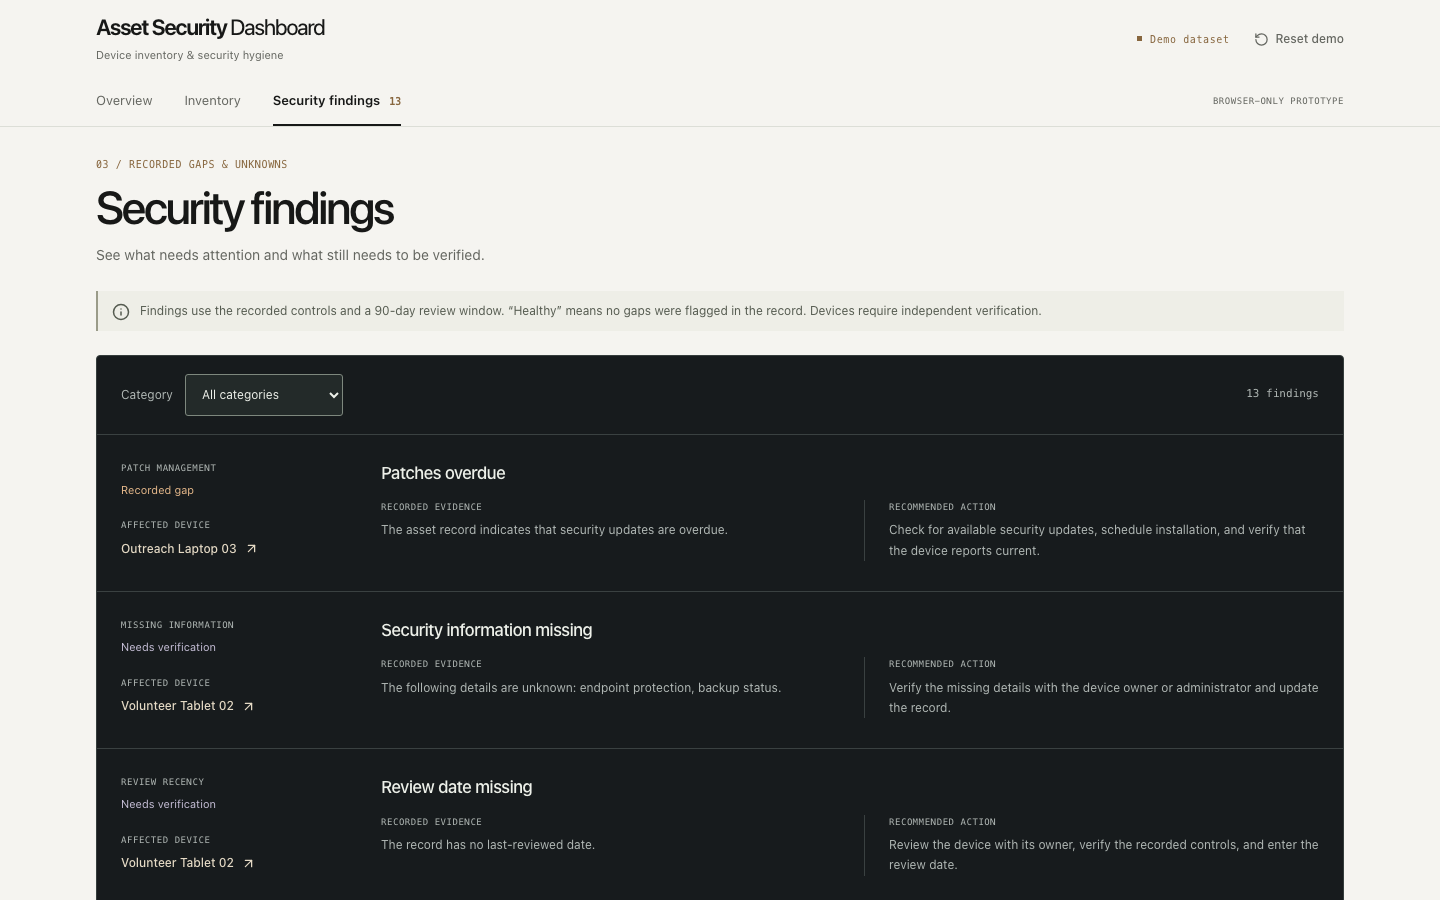 Asset Security Dashboard
Device inventory & security hygiene
Demo dataset
Reset demo
Overview
Inventory
Security findings 13
BROWSER-ONLY PROTOTYPE
03 / RECORDED GAPS & UNKNOWNS
Security findings
See what needs attention and what still needs to be verified.
Findings use the recorded controls and a 90-day review window. “Healthy” means no gaps were flagged in the record. Devices require independent verification.
Category
All categories
13 findings
PATCH MANAGEMENT
Recorded gap
AFFECTED DEVICE
Outreach Laptop 03
Patches overdue
RECORDED EVIDENCE
The asset record indicates that security updates are overdue.
RECOMMENDED ACTION
Check for available security updates, schedule installation, and verify that
the device reports current.
MISSING INFORMATION
Needs verification
AFFECTED DEVICE
Volunteer Tablet 02
Security information missing
RECORDED EVIDENCE
The following details are unknown: endpoint protection, backup status.
RECOMMENDED ACTION
Verify the missing details with the device owner or administrator and update
the record.
REVIEW RECENCY
Needs verification
AFFECTED DEVICE
Volunteer Tablet 02
Review date missing
RECORDED EVIDENCE
The record has no last-reviewed date.
RECOMMENDED ACTION
Review the device with its owner, verify the recorded controls, and enter the
review date.